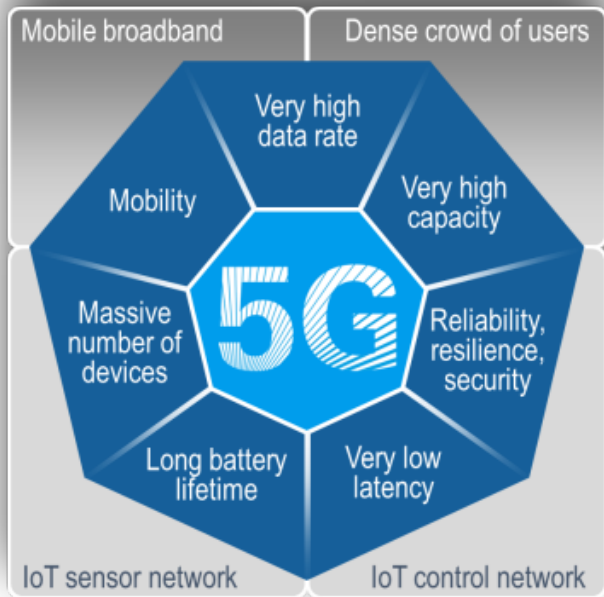 Mobile broadband
Dense crowd of users
Very high
data rate
Mobility
Very high
capacity
5G
Massive
number of
devices
Reliability,
resilience,
security
Long battery
lifetime
Very low
latency
IoT sensor network
IoT control network